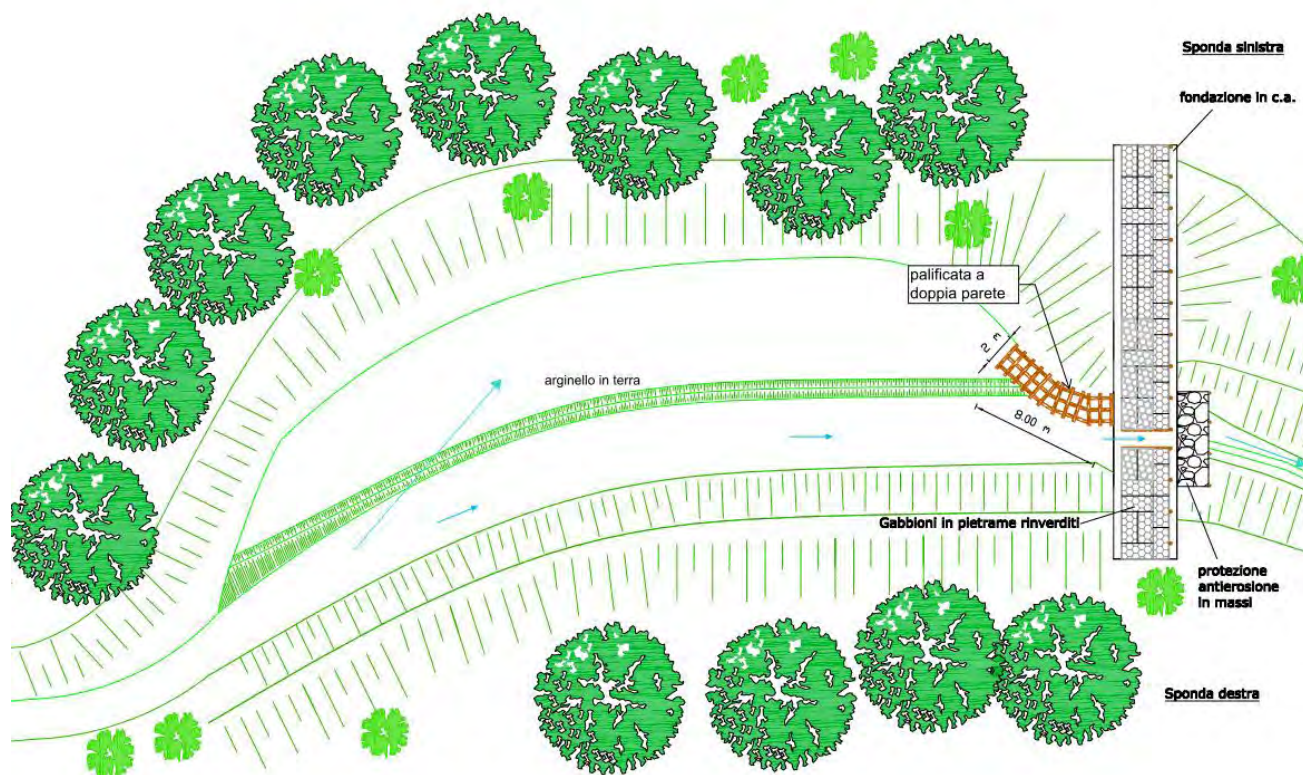 Sponda sinistra
fondazione in c.a.
palificata a
doppia parete
2 m
arginello in terra
8.00 m
Gabbioni in pietrame rinverditi
protezione
antierosione
in massi
Sponda destra